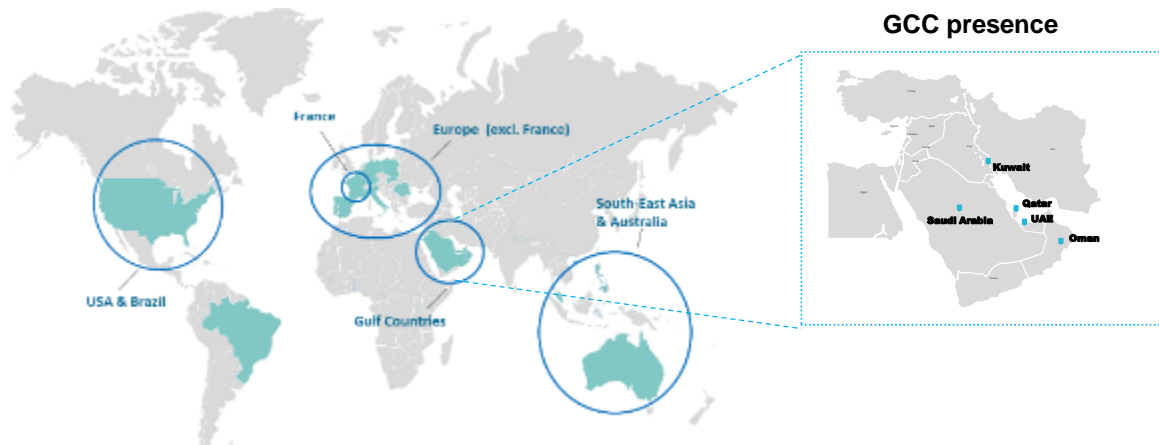 GCC presence
France
Europe (excl. France)
South-East Asia
& Australia
USA & Brazil
Gulf Countries
Kuwait
Qatar
UAE
Saudi Arabia
Oman